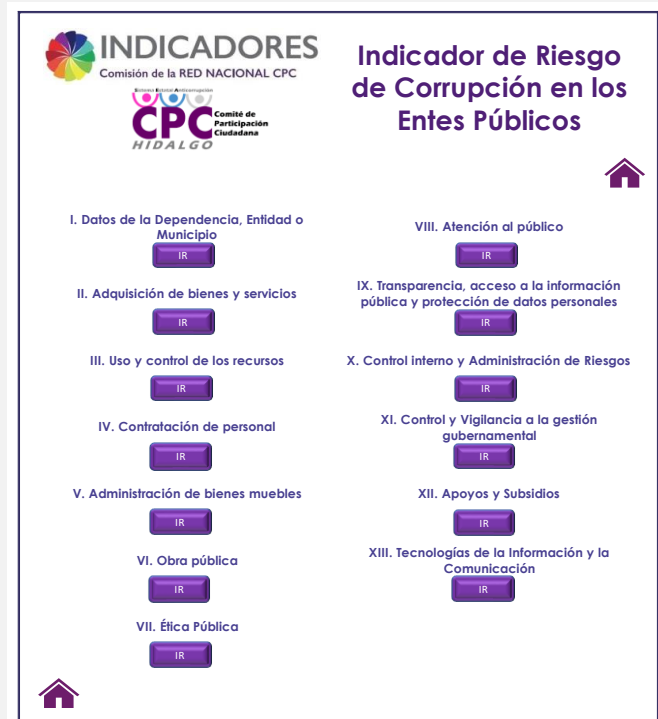 INDICADORES
Comisión de la RED NACIONAL CPC
Sistema Estatal Anticorrupción
CPC
Comité de
Participación
Ciudadana
HIDALGO
Indicador de Riesgo
de Corrupción en los
Entes Públicos
I. Datos de la Dependencia, Entidad o
Municipio
IR
II. Adquisición de bienes y servicios
IR
III. Uso y control de los recursos
IR
IV. Contratación de personal
IR
V. Administración de bienes muebles
IR
VI. Obra pública
IR
VII. Ética Pública
IR
VIII. Atención al público
IR
IX. Transparencia, acceso a la información
pública y protección de datos personales
IR
X. Control interno y Administración de Riesgos
IR
XI. Control y Vigilancia a la gestión
gubernamental
IR
XII. Apoyos y Subsidios
IR
XIII. Tecnologías de la Información y la
Comunicación
IR